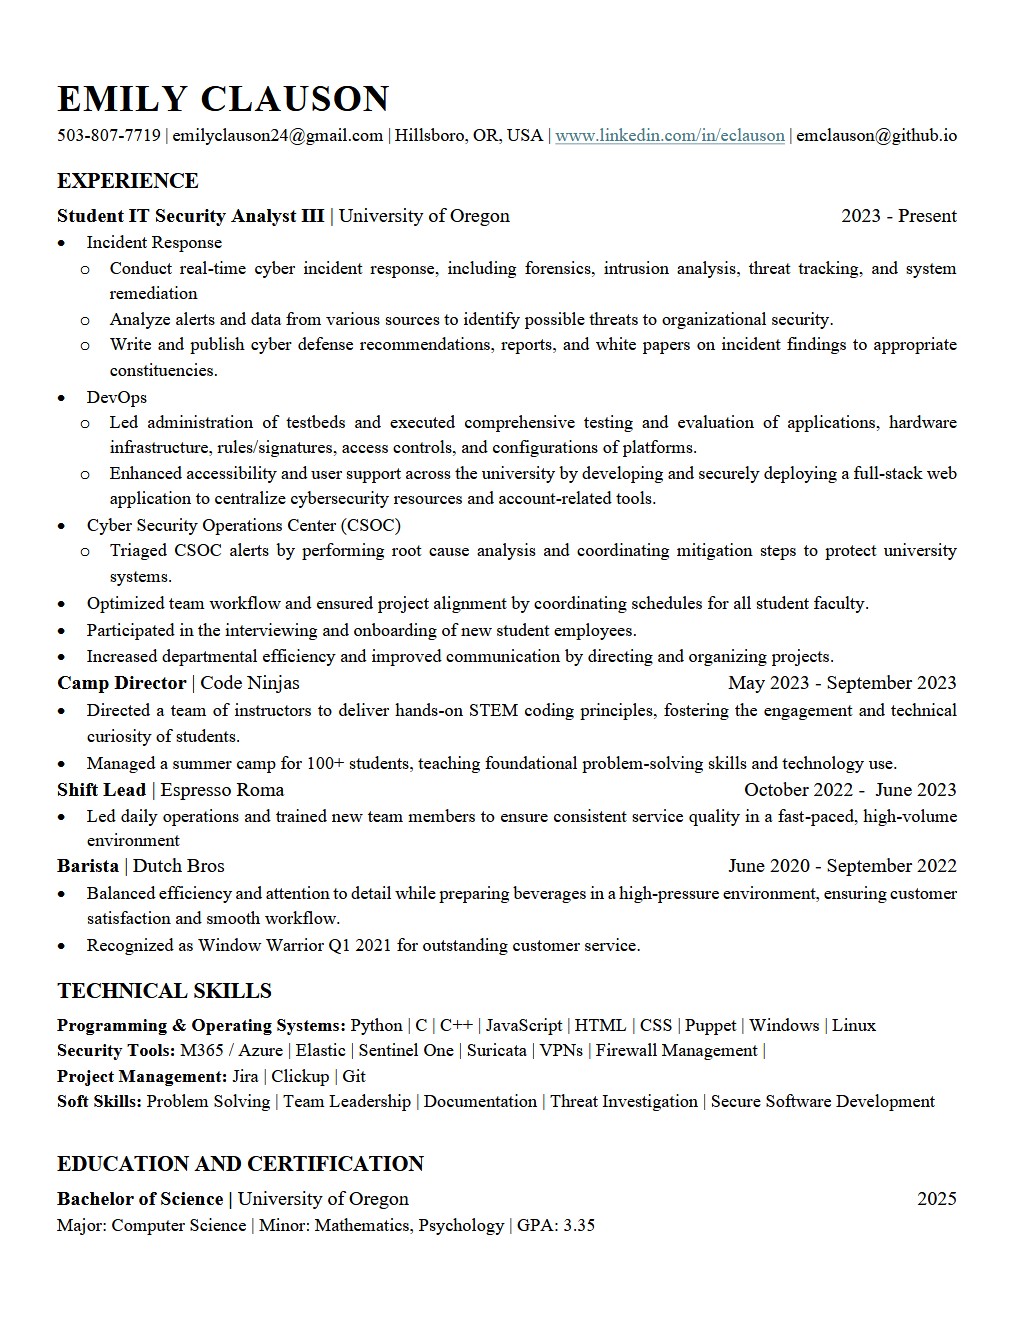 EMILY CLAUSON
503-807-7719 | emilyclauson24@gmail.com | Hillsboro, OR, USA | www.linkedin.com/in/eclauson | emclauson@github.io
EXPERIENCE
Student IT Security Analyst III | University of Oregon 2023 - Present
• Incident Response
o Conduct real-time cyber incident response, including forensics, intrusion analysis, threat tracking, and system
remediation
o Analyze alerts and data from various sources to identify possible threats to organizational security.
o Write and publish cyber defense recommendations, reports, and white papers on incident findings to appropriate
constituencies.
• DevOps
o Led administration of testbeds and executed comprehensive testing and evaluation of applications, hardware
infrastructure, rules/signatures, access controls, and configurations of platforms.
o Enhanced accessibility and user support across the university by developing and securely deploying a full-stack web
application to centralize cybersecurity resources and account-related tools.
• Cyber Security Operations Center (CSOC)
o Triaged CSOC alerts by performing root cause analysis and coordinating mitigation steps to protect university
systems.
• Optimized team workflow and ensured project alignment by coordinating schedules for all student faculty.
• Participated in the interviewing and onboarding of new student employees.
• Increased departmental efficiency and improved communication by directing and organizing projects.
Camp Director | Code Ninjas May 2023 - September 2023
• Directed a team of instructors to deliver hands-on STEM coding principles, fostering the engagement and technical
curiosity of students.
• Managed a summer camp for 100+ students, teaching foundational problem-solving skills and technology use.
Shift Lead | Espresso Roma October 2022 - June 2023
• Led daily operations and trained new team members to ensure consistent service quality in a fast-paced, high-volume
environment
Barista | Dutch Bros June 2020 - September 2022
• Balanced efficiency and attention to detail while preparing beverages in a high-pressure environment, ensuring customer
satisfaction and smooth workflow.
• Recognized as Window Warrior Q1 2021 for outstanding customer service.
TECHNICAL SKILLS
Programming & Operating Systems: Python | C | C++ | JavaScript | HTML | CSS | Puppet | Windows | Linux
Security Tools: M365 / Azure | Elastic | Sentinel One | Suricata | VPNs | Firewall Management |
Project Management: Jira | Clickup | Git
Soft Skills: Problem Solving | Team Leadership | Documentation | Threat Investigation | Secure Software Development
EDUCATION AND CERTIFICATION
Bachelor of Science | University of Oregon 2025
Major: Computer Science | Minor: Mathematics, Psychology | GPA: 3.35